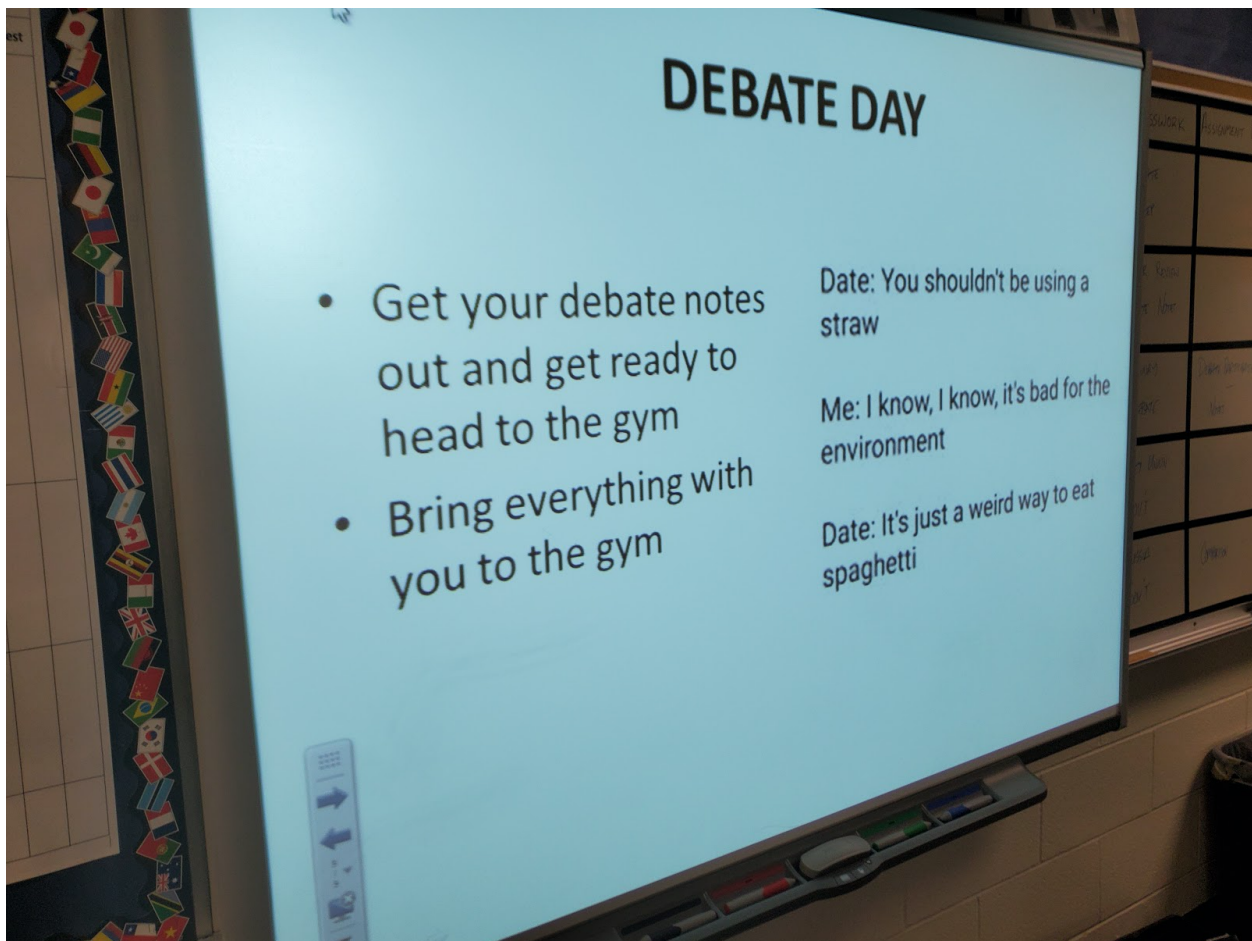 est
DEBATE DAY
• Get your debate notes
out and get ready to
head to the gym
• Bring everything with
you to the gym
Date: You shouldn't be using a
straw
Me: I know, I know, it's bad for the
environment
Date: It's just a weird way to eat
spaghetti
ASSIGNMENT